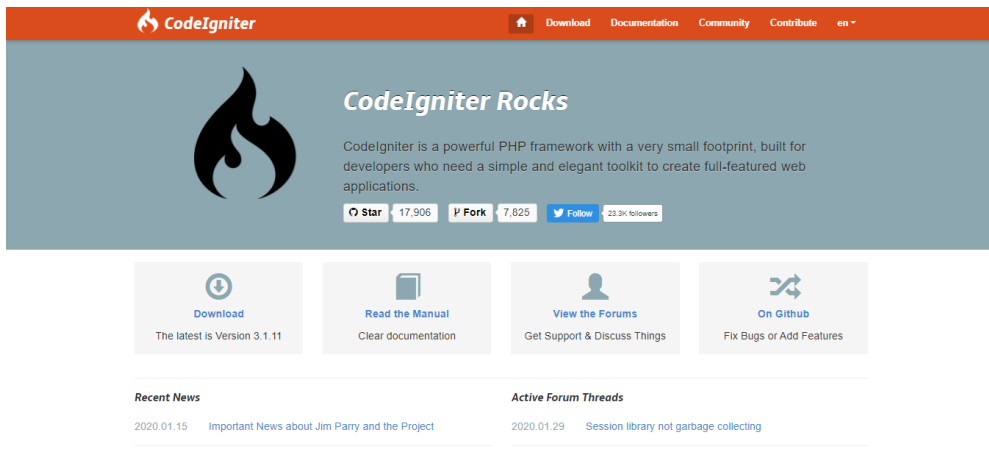 CodeIgniter
Download Documentation Community Contribute en
CodeIgniter Rocks
CodeIgniter is a powerful PHP framework with a very small footprint, built for
developers who need a simple and elegant toolkit to create full-featured web
applications.
Star 17,906 Fork 7,825 Follow 23.3K followers
Download
The latest is Version 3.1.11
Read the Manual
Clear documentation
View the Forums
Get Support & Discuss Things
On Github
Fix Bugs or Add Features
Recent News
2020.01.15 Important News about Jim Parry and the Project
Active Forum Threads
2020.01.29 Session library not garbage collecting